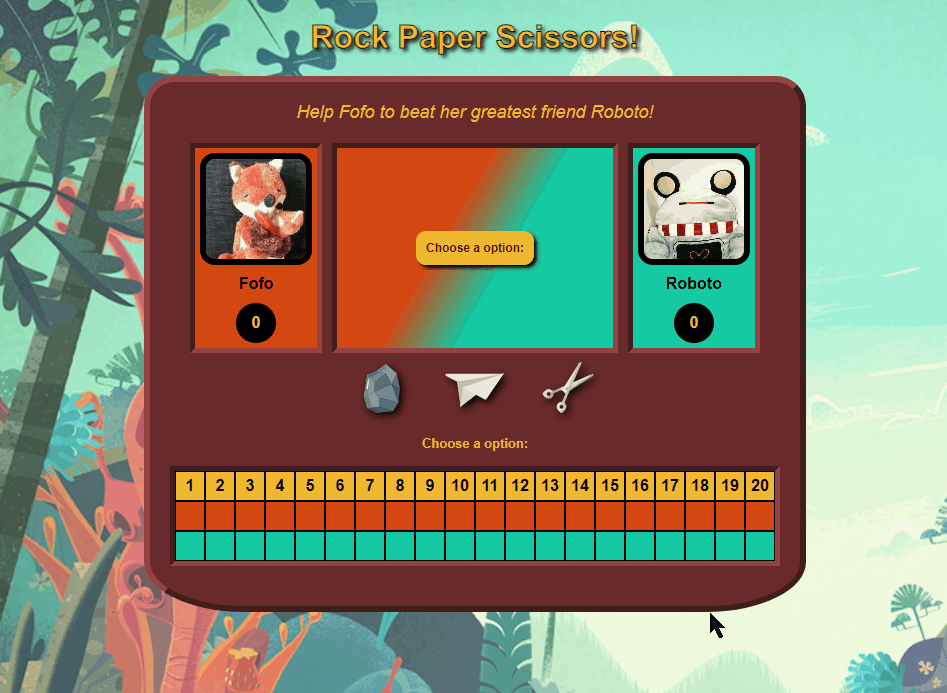 Rock Paper Scissors!
Help Fofo to beat her greatest friend Roboto!
Choose a option:
Fofo
Roboto
0
0
Choose a option:
1 2 3 4 5 6 7 8 9 10 11 12 13 14 15 16 17 18 19 20